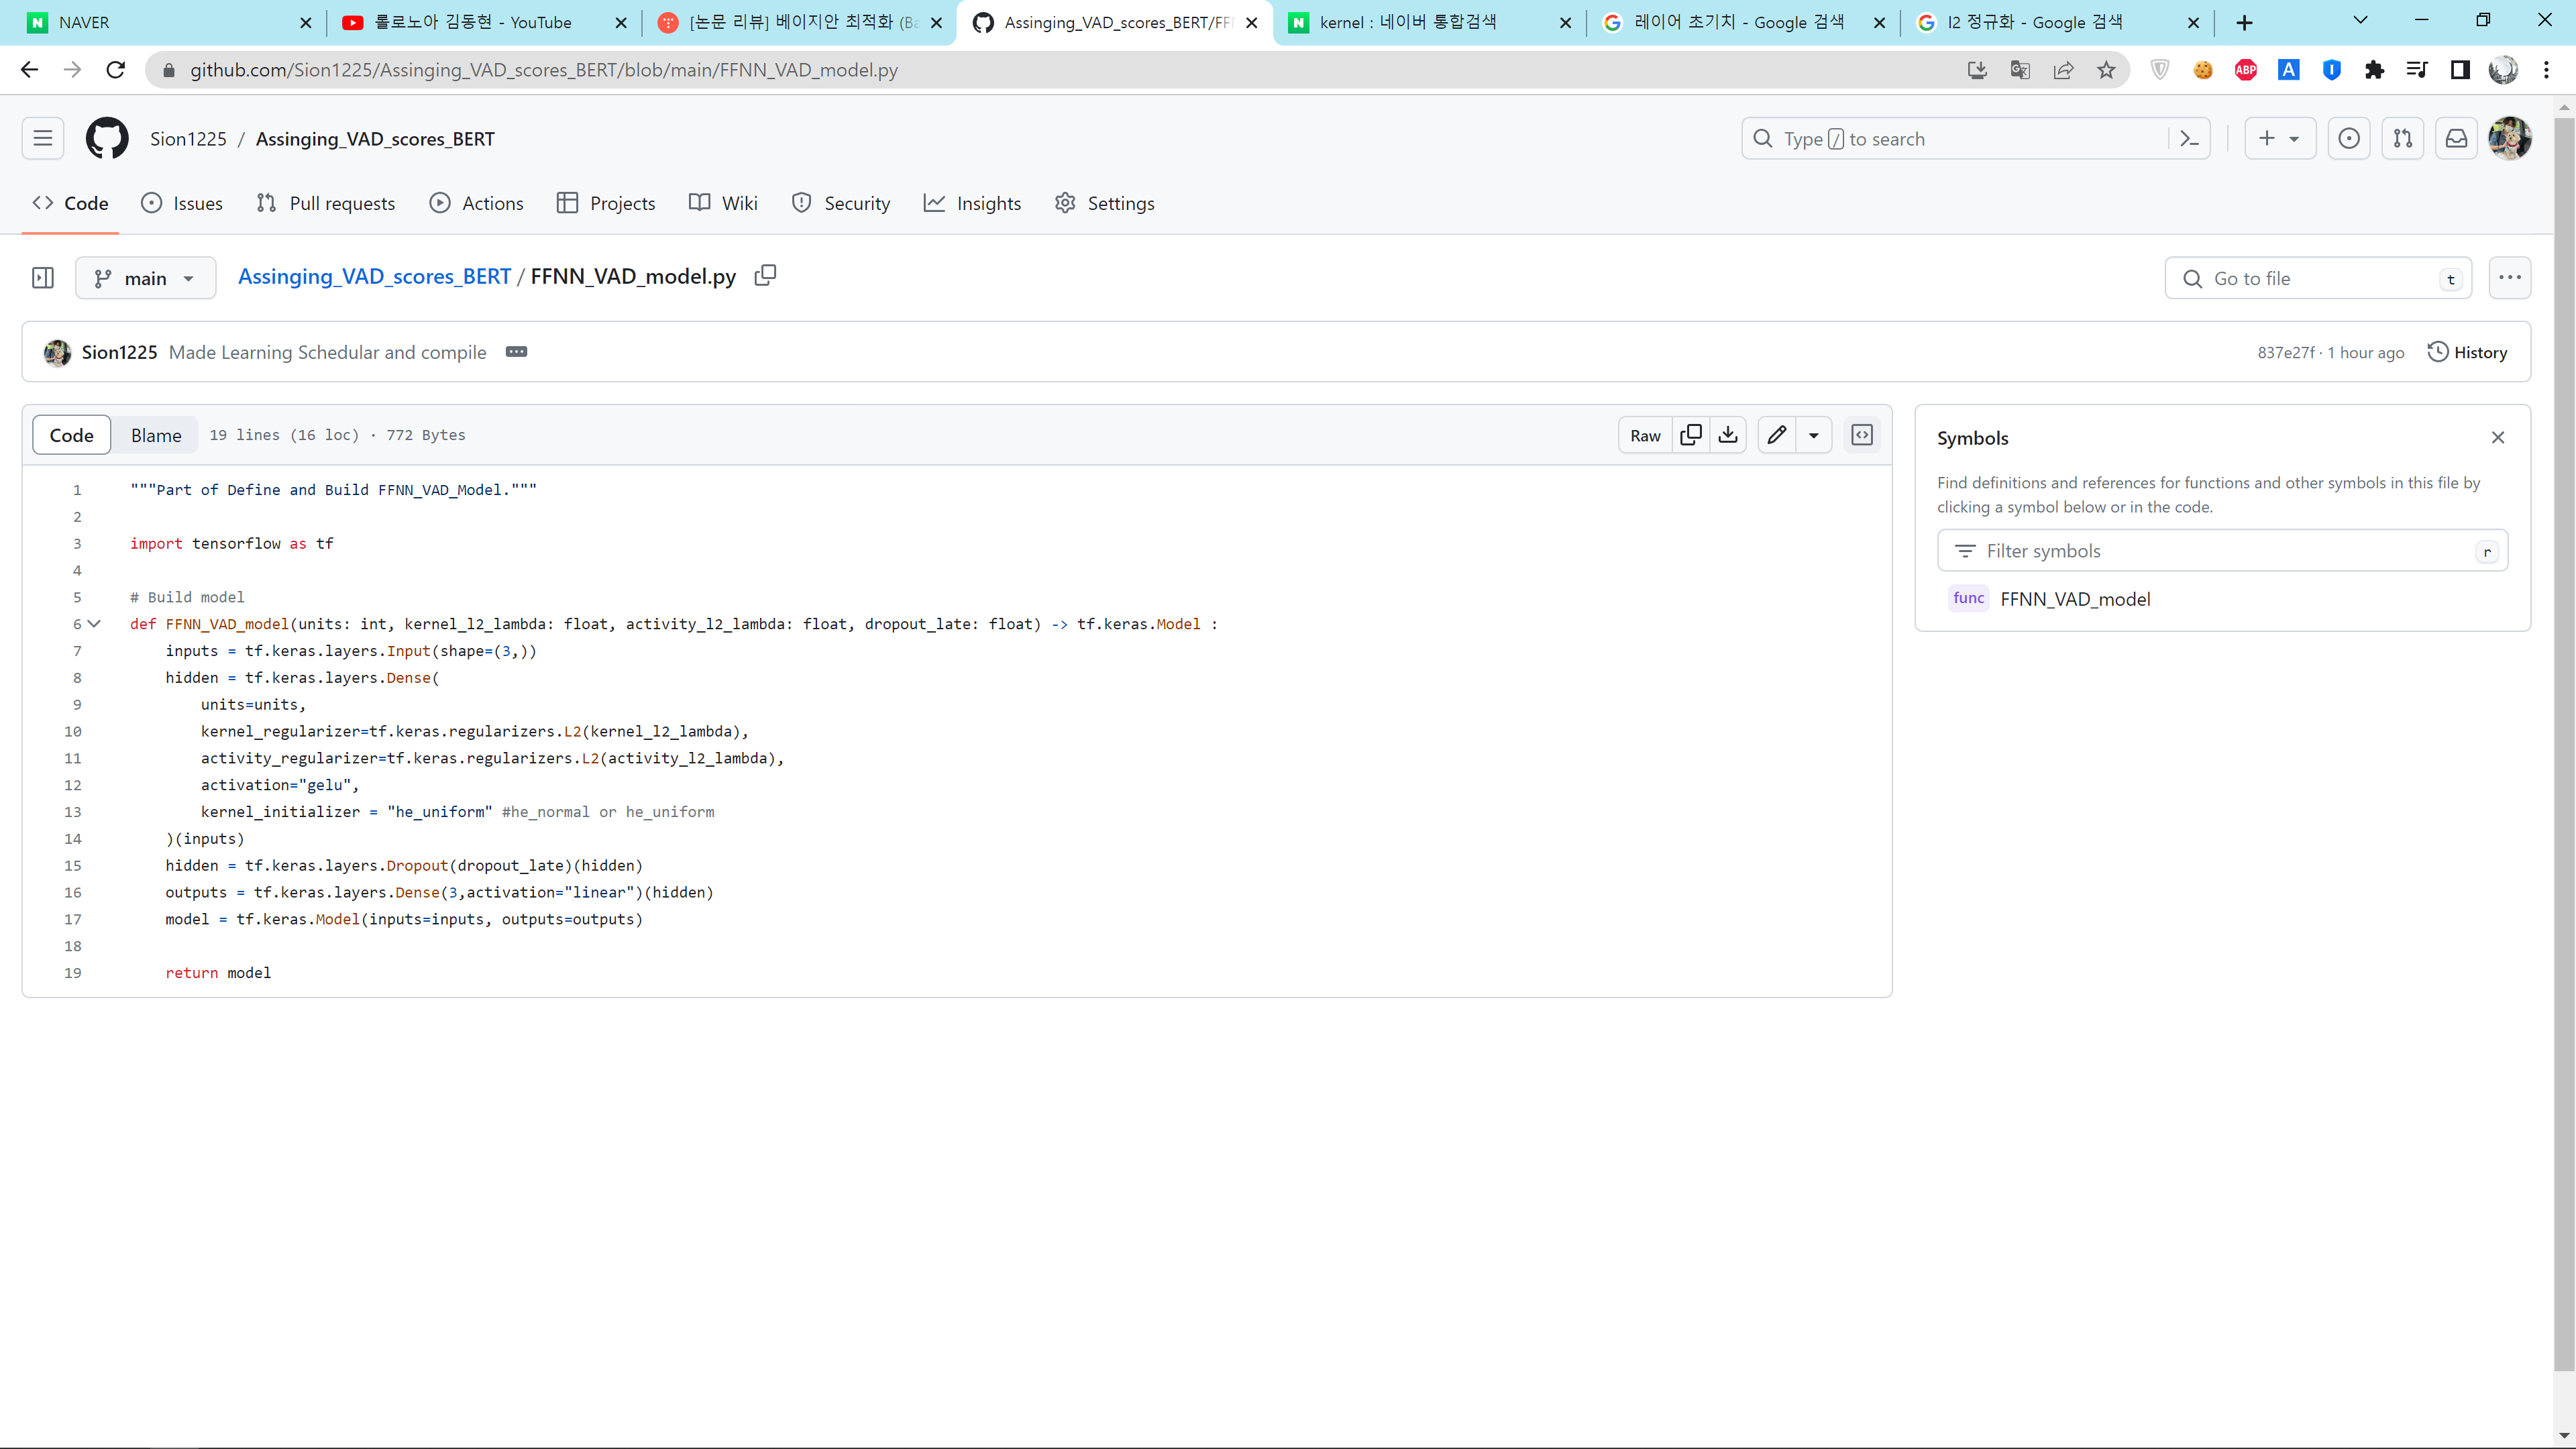 NAVER
롤로노아 김동현 - YouTube
[논문 리뷰] 베이지안 최적화 (Ba
Assinging_VAD_scores_BERT/FF
kernel : 네이버 통합검색
레이어 초기치 - Google 검색
l2 정규화 - Google 검색
github.com/Sion1225/Assinging_VAD_scores_BERT/blob/main/FFNN_VAD_model.py
ABP
Sion1225 / Assinging_VAD_scores_BERT
Type / to search
Code Issues Pull requests Actions Projects Wiki Security Insights Settings
main
Assinging_VAD_scores_BERT / FFNN_VAD_model.py
Go to file t
Sion1225 Made Learning Schedular and compile
837e27f · 1 hour ago History
Code Blame 19 lines (16 loc) · 772 Bytes
Raw
1 """Part of Define and Build FFNN_VAD_Model."""
2
3 import tensorflow as tf
4
5 # Build model
6 def FFNN_VAD_model(units: int, kernel_l2_lambda: float, activity_l2_lambda: float, dropout_late: float) -> tf.keras.Model :
7 inputs = tf.keras.layers.Input(shape=(3,))
8 hidden = tf.keras.layers.Dense(
9 units=units,
10 kernel_regularizer=tf.keras.regularizers.L2(kernel_l2_lambda),
11 activity_regularizer=tf.keras.regularizers.L2(activity_l2_lambda),
12 activation="gelu",
13 kernel_initializer = "he_uniform" #he_normal or he_uniform
14 )(inputs)
15 hidden = tf.keras.layers.Dropout(dropout_late)(hidden)
16 outputs = tf.keras.layers.Dense(3,activation="linear")(hidden)
17 model = tf.keras.Model(inputs=inputs, outputs=outputs)
18
19 return model
Symbols
Find definitions and references for functions and other symbols in this file by
clicking a symbol below or in the code.
Filter symbols r
func FFNN_VAD_model